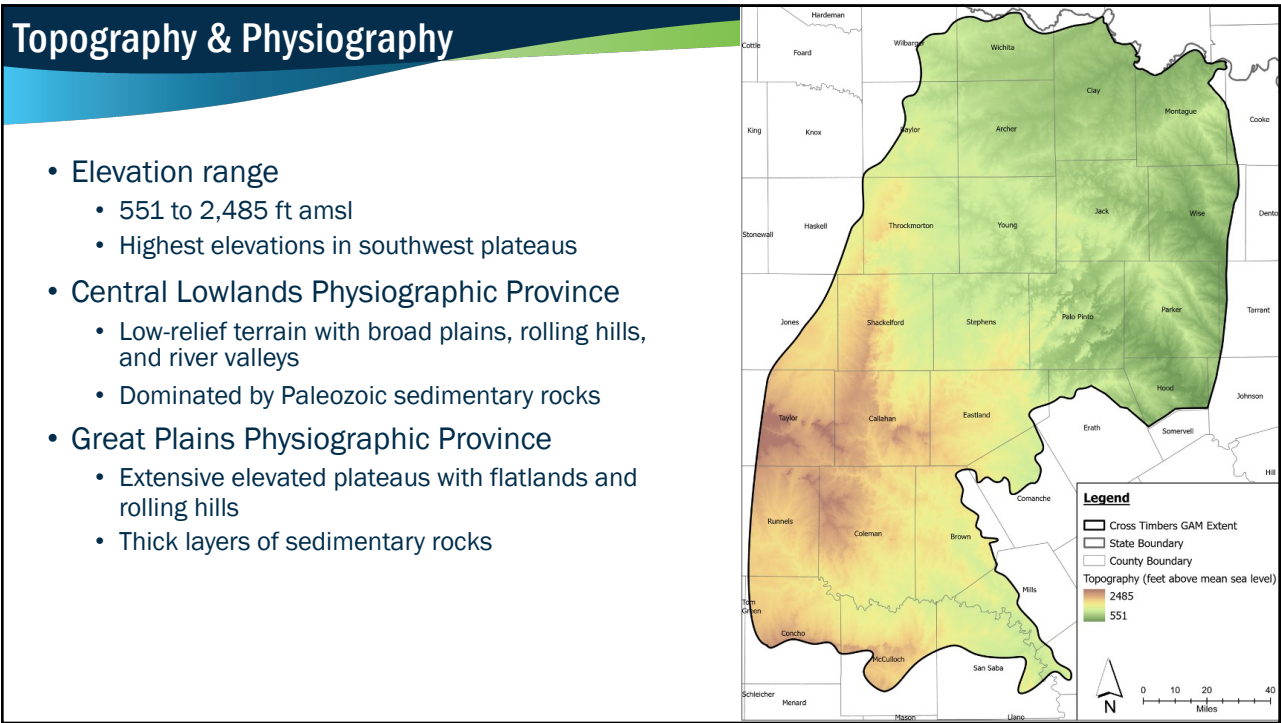 Topography & Physiography
• Elevation range
• 551 to 2,485 ft amsl
• Highest elevations in southwest plateaus
• Central Lowlands Physiographic Province
• Low-relief terrain with broad plains, rolling hills,
and river valleys
• Dominated by Paleozoic sedimentary rocks
• Great Plains Physiographic Province
• Extensive elevated plateaus with flatlands and
rolling hills
• Thick layers of sedimentary rocks
Hardeman
Cottle
Foard
Wilbarger
Wichita
Clay
Montague
Cooke
King
Knox
Baylor
Archer
Stonewall
Haskell
Throckmorton
Young
Jack
Wise
Dento
Jones
Shackelford
Stephens
Palo Pinto
Parker
Tarrant
Taylor
Callahan
Eastland
Hood
Johnson
Erath
Somervell
Hill
Comanche
Runnels
Coleman
Brown
Mills
Tom
Green
Concho
McCulloch
San Saba
Schleicher
Menard
Mason
Llano
Legend
Cross Timbers GAM Extent
State Boundary
County Boundary
Topography (feet above mean sea level)
2485
551
N
0 10 20 40
Miles